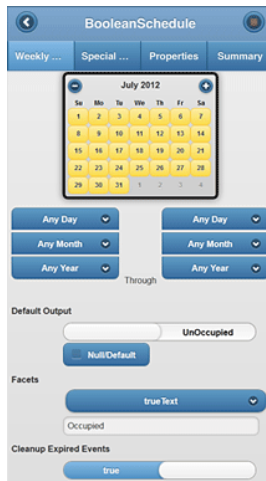 BooleanSchedule
Weekly ... Special ... Properties Summary
July 2012
Su Mo Tu We Th Fr Sa
1 2 3 4 5 6 7
8 9 10 11 12 13 14
15 16 17 18 19 20 21
22 23 24 25 26 27 28
29 30 31 1 2 3 4
Any Day Any Day
Any Month Any Month
Any Year Any Year
Through
Default Output
UnOccupied
Null/Default
Facets
trueText
Occupied
Cleanup Expired Events
true